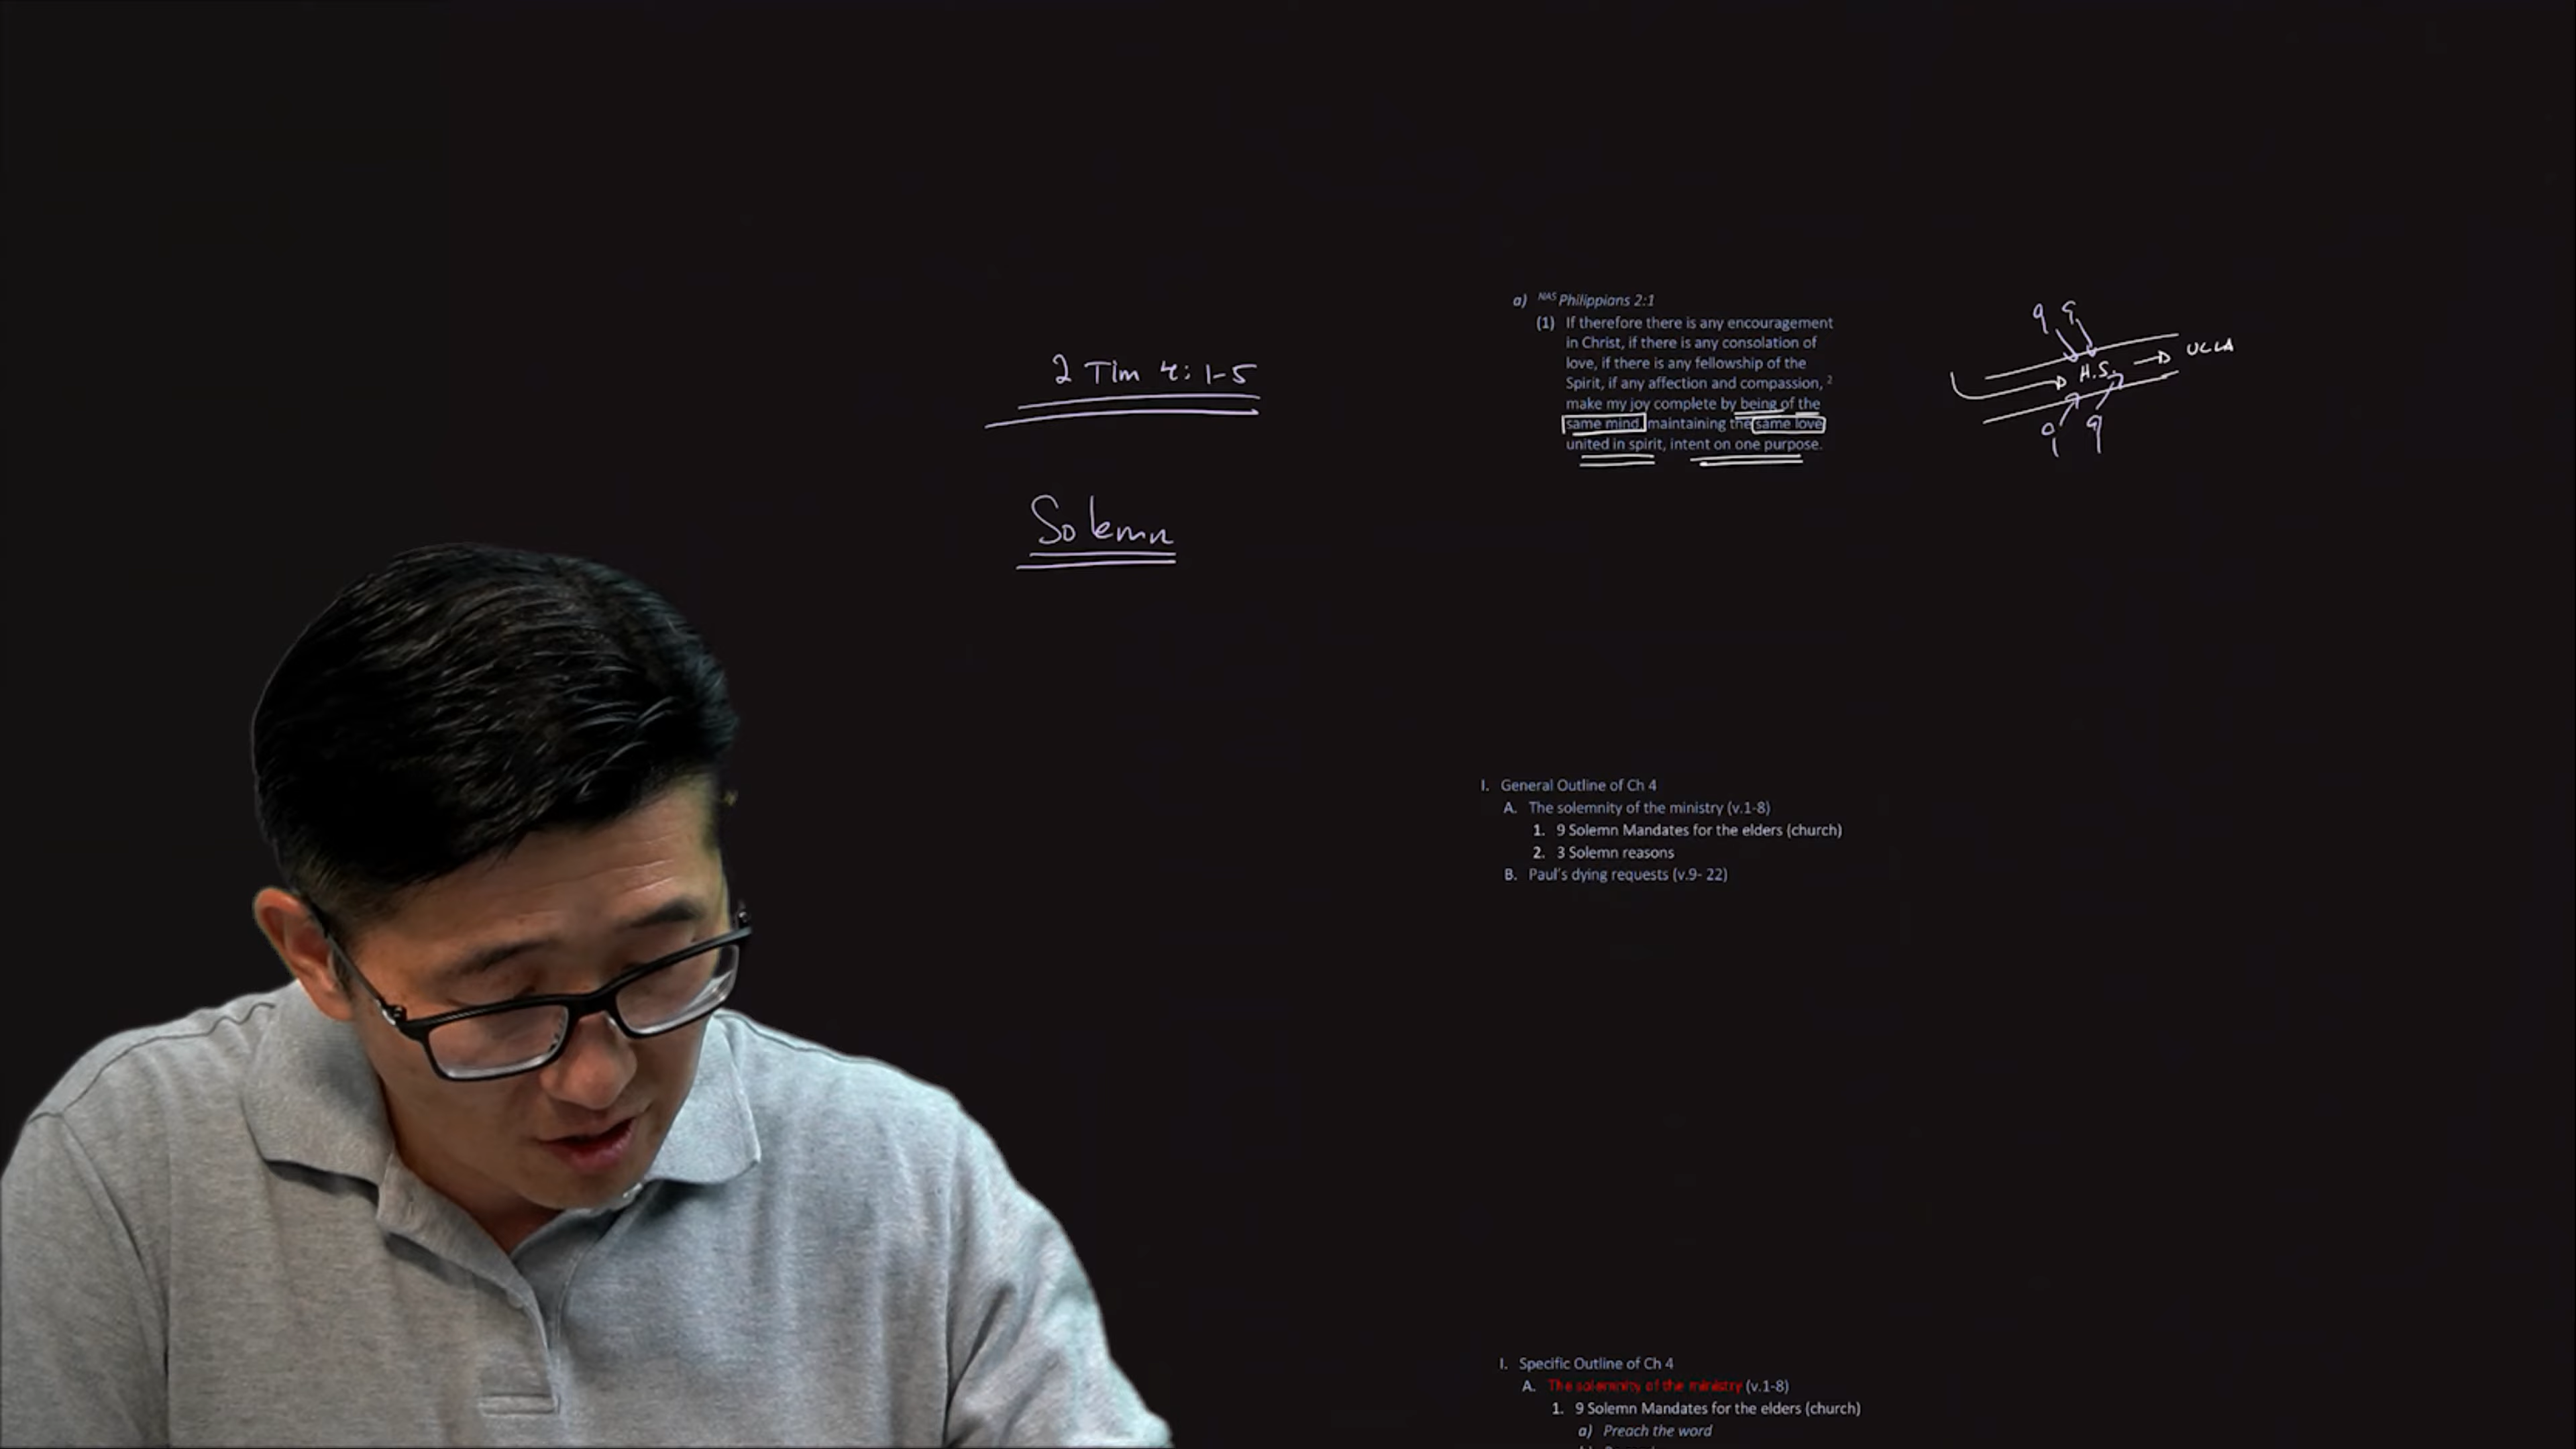 2 Tim 4:1-5
Solemn
a) NAS Philippians 2:1
(1) If therefore there is any encouragement
in Christ, if there is any consolation of
love, if there is any fellowship of the
Spirit, if any affection and compassion, 2
make my joy complete by being of the
same mind, maintaining the same love
united in spirit, intent on one purpose.
H.S.
UCLA
I. General Outline of Ch 4
A. The solemnity of the ministry (v.1-8)
1. 9 Solemn Mandates for the elders (church)
2. 3 Solemn reasons
B. Paul's dying requests (v.9- 22)
I. Specific Outline of Ch 4
A. The solemnity of the ministry (v.1-8)
1. 9 Solemn Mandates for the elders (church)
a) Preach the word